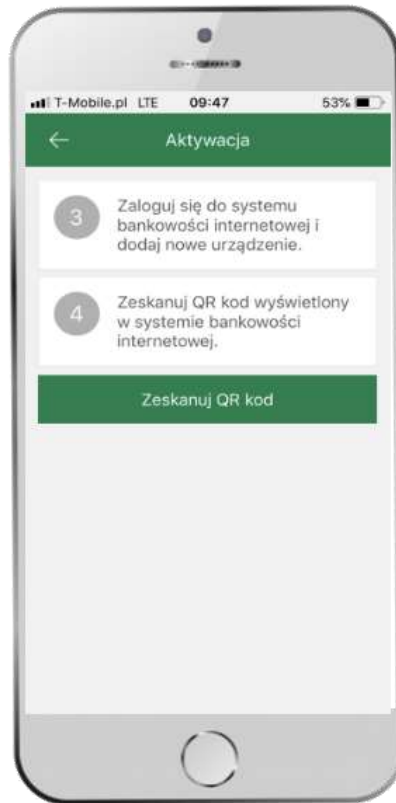 T-Mobile.pl LTE 09:47 53%
Aktywacja
3 Zaloguj się do systemu
bankowości internetowej i
dodaj nowe urządzenie.
4 Zeskanuj QR kod wyświetlony
w systemie bankowości
internetowej.
Zeskanuj QR kod